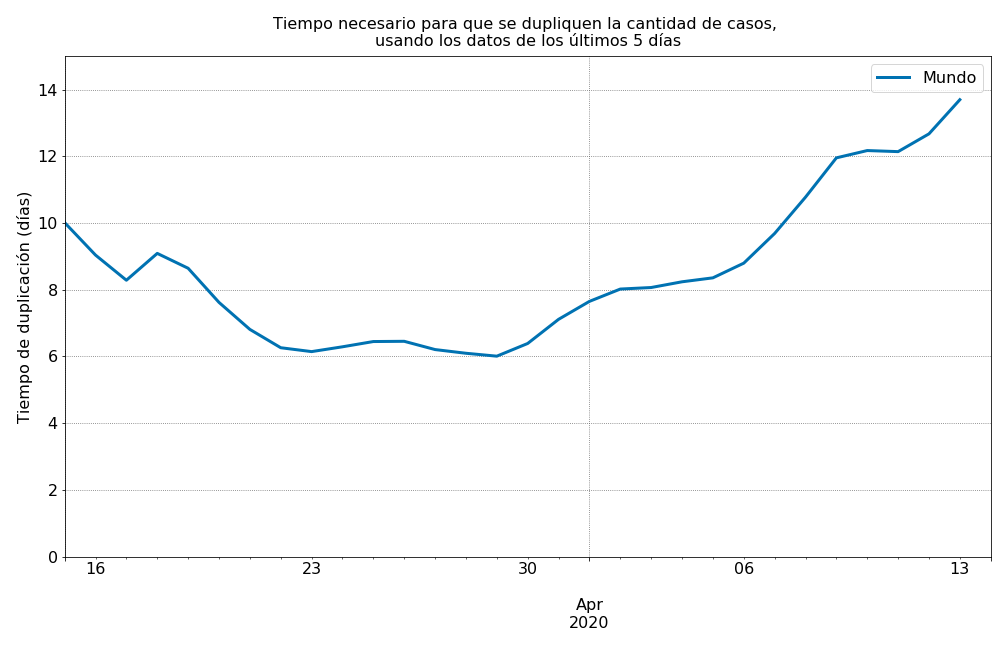 Tiempo necesario para que se dupliquen la cantidad de casos,
usando los datos de los últimos 5 días
Mundo
Tiempo de duplicación (días)
14
12
10
8
6
4
2
0
16
23
30
06
13
Apr
2020